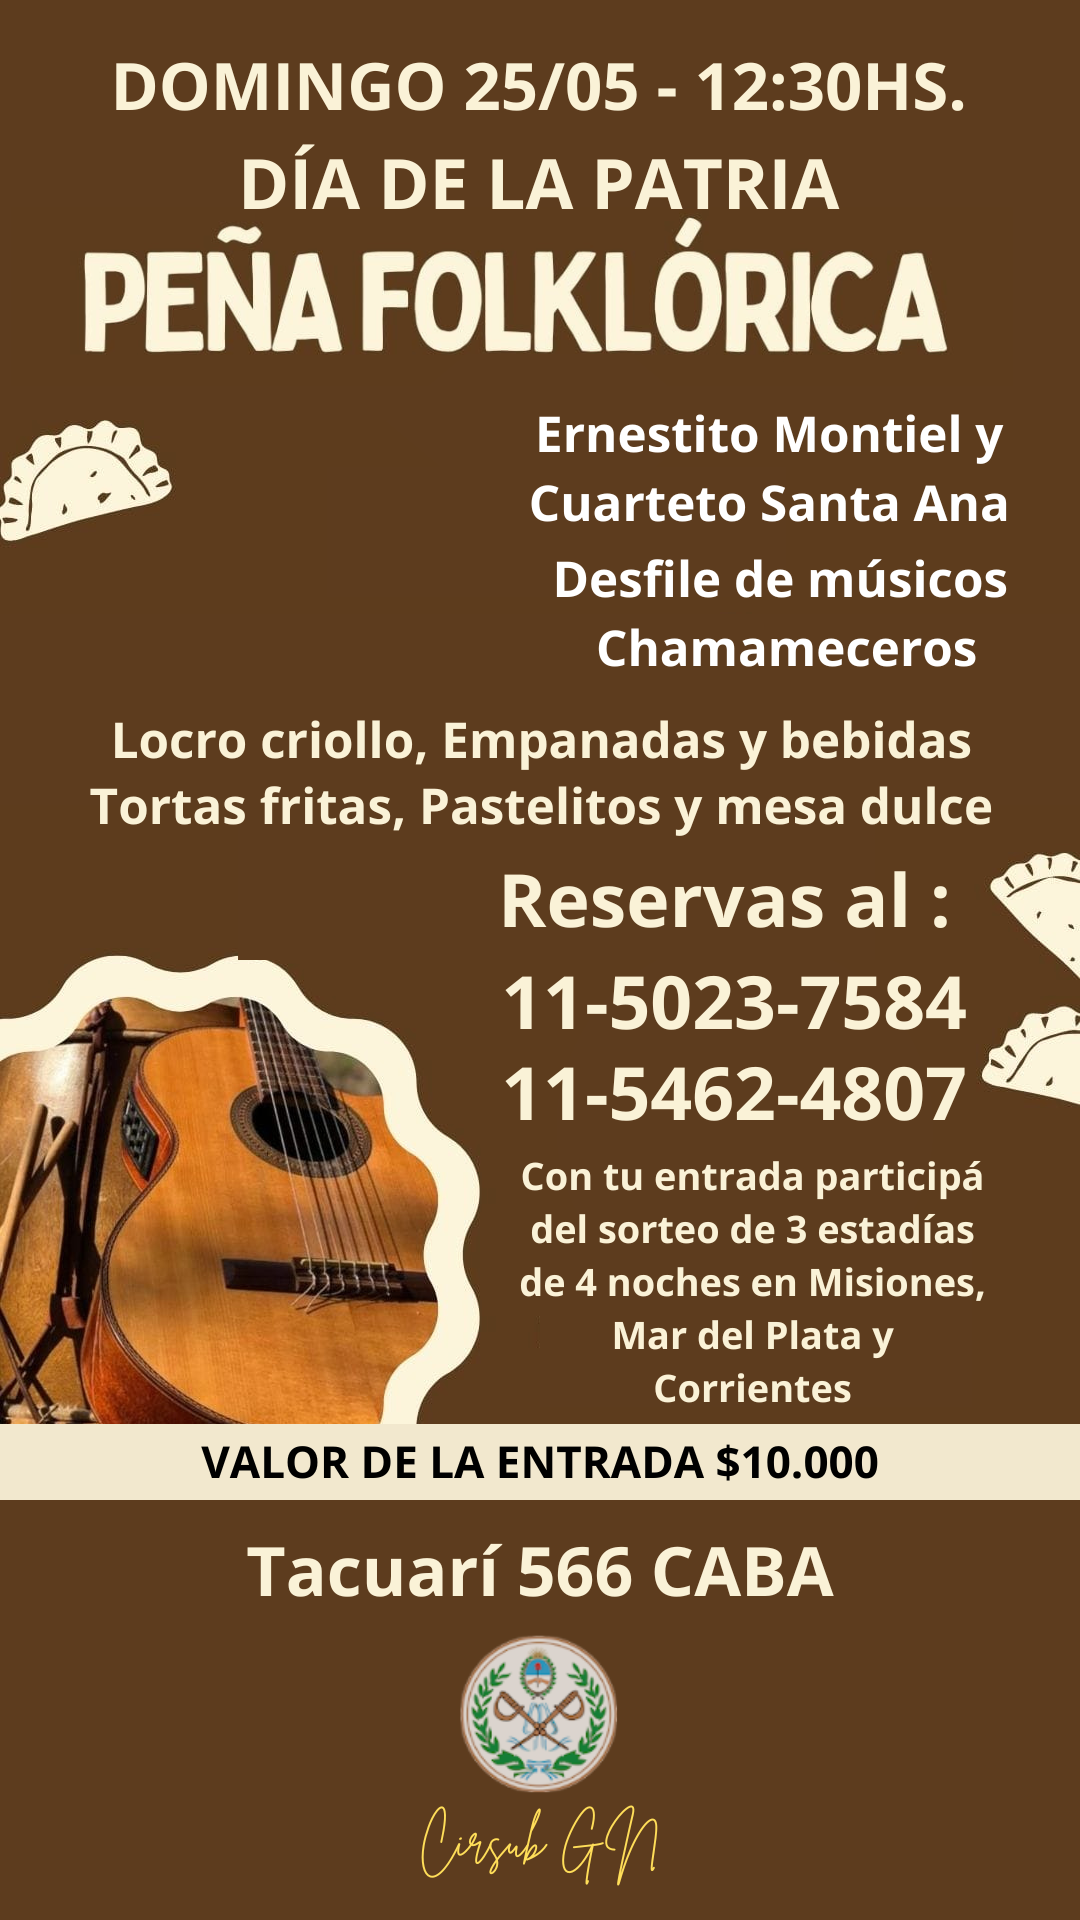 DOMINGO 25/05 - 12:30HS.
DÍA DE LA PATRIA
PEÑA FOLKLÓRICA
Ernestito Montiel y
Cuarteto Santa Ana
Desfile de músicos
Chamameceros
Locro criollo, Empanadas y bebidas
Tortas fritas, Pastelitos y mesa dulce
Reservas al :
11-5023-7584
11-5462-4807
Con tu entrada participá
del sorteo de 3 estadías
de 4 noches en Misiones,
Mar del Plata y
Corrientes
VALOR DE LA ENTRADA $10.000
Tacuarí 566 CABA
Cirsub GN